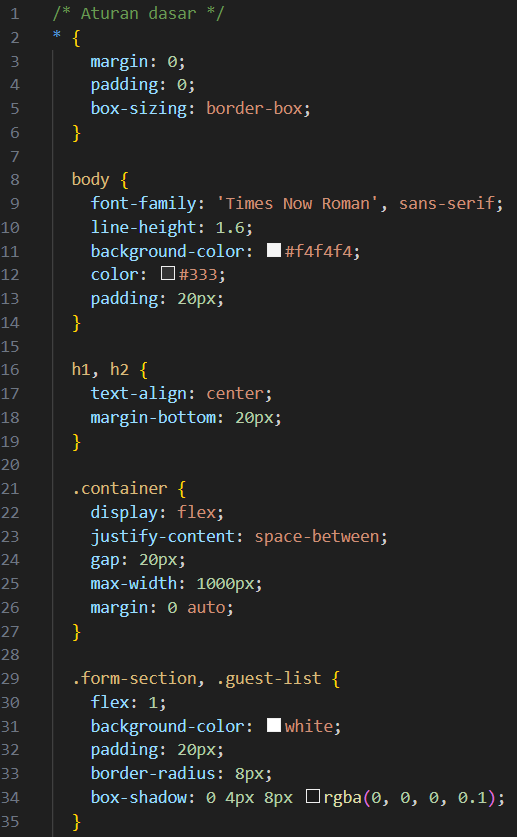 1 /* Aturan dasar */
2 * {
3 margin: 0;
4 padding: 0;
5 box-sizing: border-box;
6 }
7
8 body {
9 font-family: 'Times Now Roman', sans-serif;
10 line-height: 1.6;
11 background-color: #f4f4f4;
12 color: #333;
13 padding: 20px;
14 }
15
16 h1, h2 {
17 text-align: center;
18 margin-bottom: 20px;
19 }
20
21 .container {
22 display: flex;
23 justify-content: space-between;
24 gap: 20px;
25 max-width: 1000px;
26 margin: 0 auto;
27 }
28
29 .form-section, .guest-list {
30 flex: 1;
31 background-color: white;
32 padding: 20px;
33 border-radius: 8px;
34 box-shadow: 0 4px 8px rgba(0, 0, 0, 0.1);
35 }